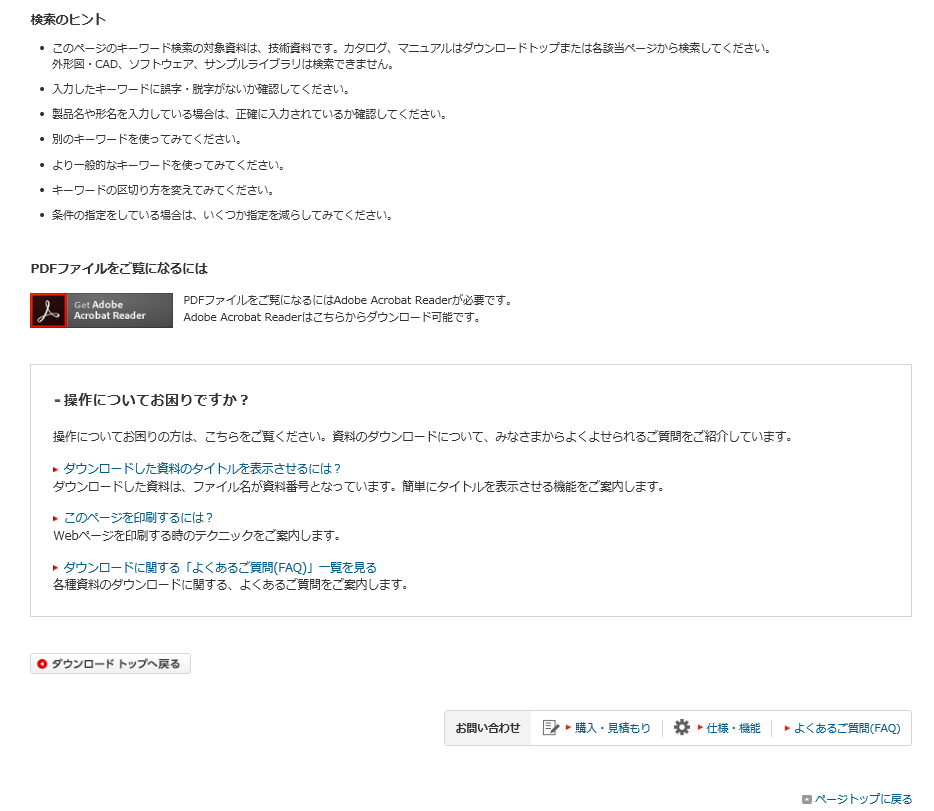 検索のヒント
このページのキーワード検索の対象資料は、技術資料です。カタログ、マニュアルはダウンロードトップまたは各該当ページから検索してください。
外形図・CAD、ソフトウェア、サンプルライブラリは検索できません。
入力したキーワードに誤字・脱字がないか確認してください。
製品名や形名を入力している場合は、正確に入力されているか確認してください。
別のキーワードを使ってみてください。
より一般的なキーワードを使ってみてください。
キーワードの区切り方を変えてみてください。
条件の指定をしている場合は、いくつか指定を減らしてみてください。
PDFファイルをご覧になるには
Get Adobe
Acrobat Reader
PDFファイルをご覧になるにはAdobe Acrobat Readerが必要です。
Adobe Acrobat Readerはこちらからダウンロード可能です。
- 操作についてお困りですか？
操作についてお困りの方は、こちらをご覧ください。資料のダウンロードについて、みなさまからよくよせられるご質問をご紹介しています。
ダウンロードした資料のタイトルを表示させるには？
ダウンロードした資料は、ファイル名が資料番号となっています。簡単にタイトルを表示させる機能をご案内します。
このページを印刷するには？
Webページを印刷する時のテクニックをご案内します。
ダウンロードに関する「よくあるご質問(FAQ)」一覧を見る
各種資料のダウンロードに関する、よくあるご質問をご案内します。
ダウンロード トップへ戻る
お問い合わせ 購入・見積もり 仕様・機能 よくあるご質問(FAQ)
ページトップに戻る